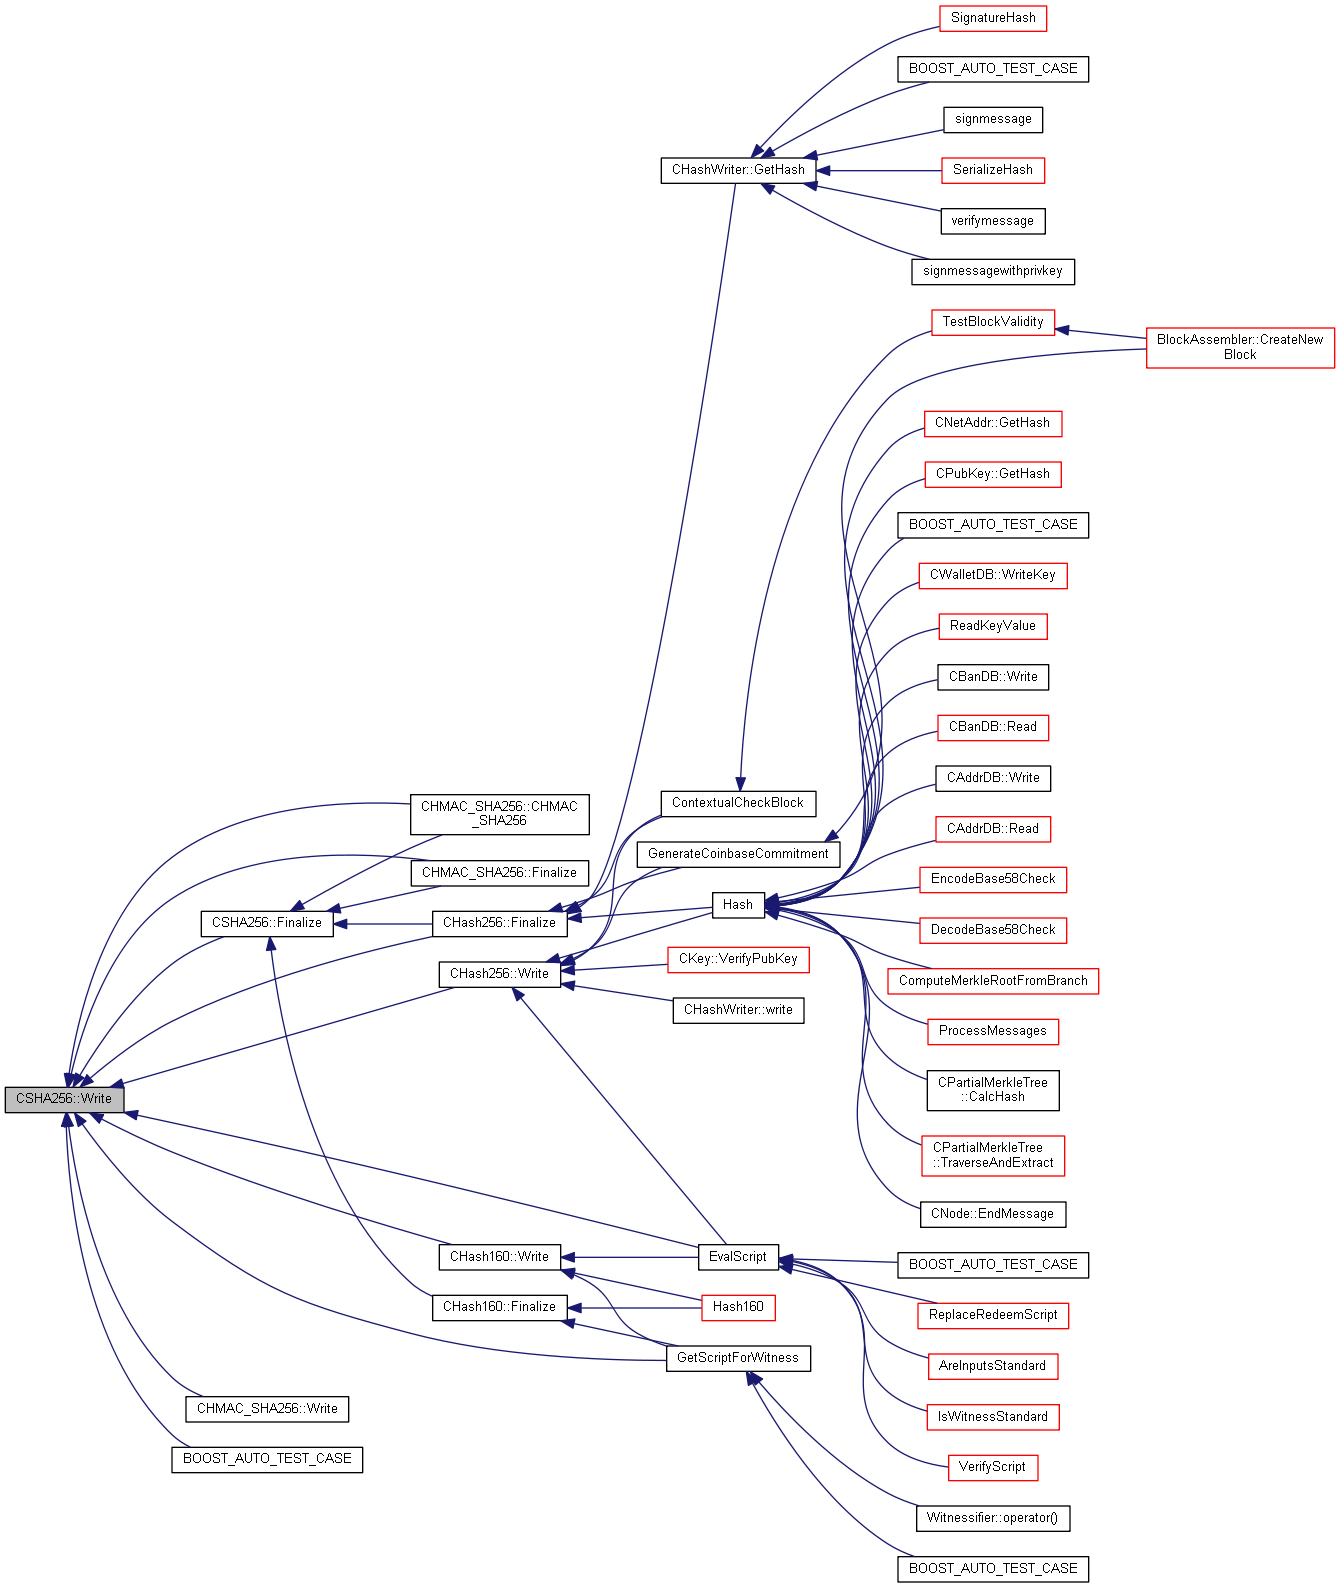 SignatureHash
BOOST_AUTO_TEST_CASE
signmessage
CHashWriter::GetHash
SerializeHash
verifymessage
signmessagewithprivkey
TestBlockValidity
BlockAssembler::CreateNew
Block
CNetAddr::GetHash
CPubKey::GetHash
BOOST_AUTO_TEST_CASE
CWalletDB::WriteKey
ReadKeyValue
CBanDB::Write
CBanDB::Read
CAddrDB::Write
CHMAC_SHA256::CHMAC
_SHA256
ContextualCheckBlock
CAddrDB::Read
GenerateCoinbaseCommitment
CHMAC_SHA256::Finalize
EncodeBase58Check
Hash
CSHA256::Finalize
CHash256::Finalize
DecodeBase58Check
CKey::VerifyPubKey
CHash256::Write
ComputeMerkleRootFromBranch
CHashWriter::write
ProcessMessages
CPartialMerkleTree
::CalcHash
CSHA256::Write
CPartialMerkleTree
::TraverseAndExtract
CNode::EndMessage
CHash160::Write
EvalScript
BOOST_AUTO_TEST_CASE
CHash160::Finalize
Hash160
ReplaceRedeemScript
GetScriptForWitness
AreInputsStandard
CHMAC_SHA256::Write
IsWitnessStandard
BOOST_AUTO_TEST_CASE
VerifyScript
Witnessifier::operator()
BOOST_AUTO_TEST_CASE